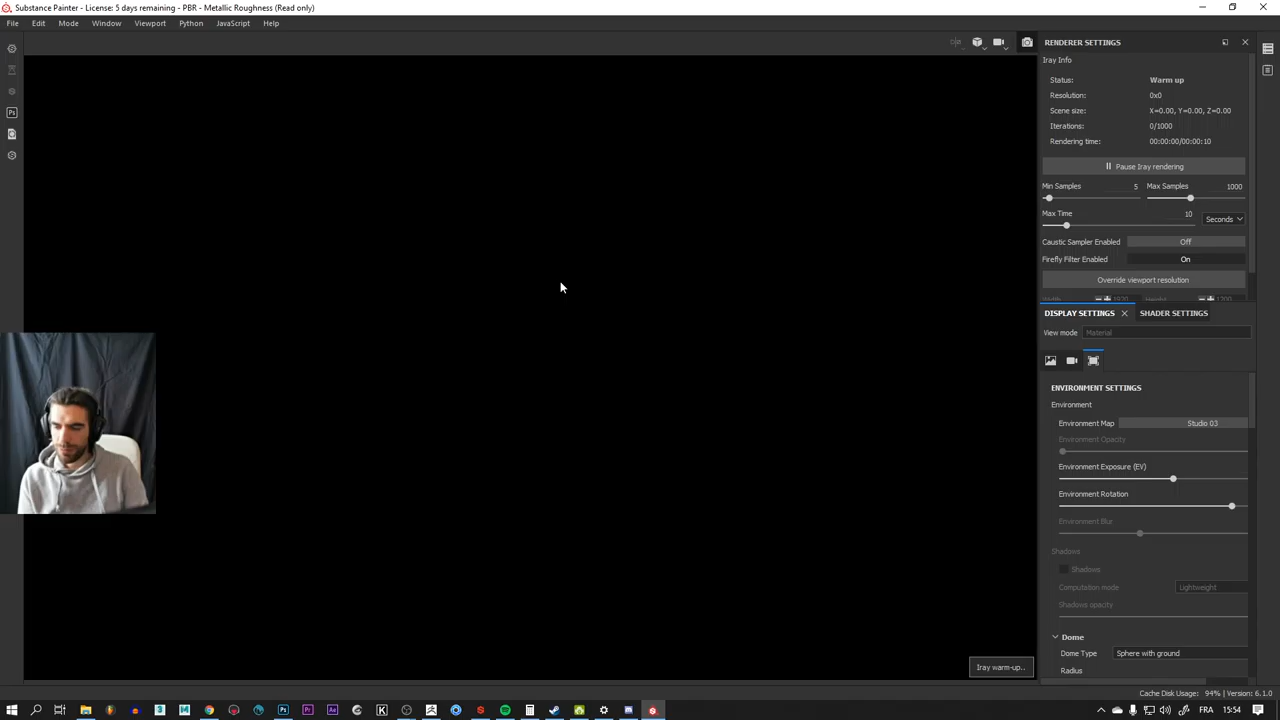 Substance Painter - License: 5 days remaining - PBR - Metallic Roughness (Read only)
File Edit Mode Window Viewport Python JavaScript Help
RENDERER SETTINGS
Iray Info
Status: Warm up
Resolution: 0x0
Scene size: X=0.00, Y=0.00, Z=0.00
Iterations: 0/1000
Rendering time: 00:00:00/00:00:10
Pause Iray rendering
Min Samples 5 Max Samples 1000
Max Time 10 Seconds
Caustic Sampler Enabled Off
Firefly Filter Enabled On
Override viewport resolution
DISPLAY SETTINGS SHADER SETTINGS
View mode Material
ENVIRONMENT SETTINGS
Environment
Environment Map Studio 03
Environment Opacity
Environment Exposure (EV)
Environment Rotation
Environment Blur
Shadows
Shadows
Computation mode Lightweight
Shadows opacity
Dome
Dome Type Sphere with ground
Radius
Iray warm-up..
Cache Disk Usage: 94% | Version: 6.1.0
FRA 15:54